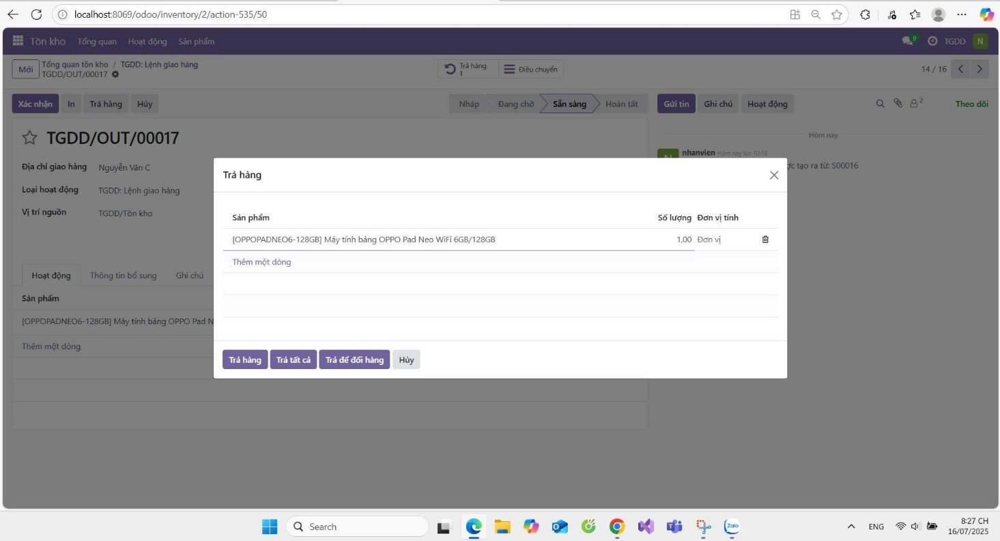 localhost:8069/odoo/inventory/2/action-535/50
Tồn kho Tổng quan Hoạt động Sản phẩm 9 TGDD N
Mới Tổng quan tồn kho / TGDD: Lệnh giao hàng
TGDD/OUT/00017
Trả hàng
1
Điều chuyển
14 / 16
Xác nhận In Trả hàng Hủy Nháp Đang chờ Sẵn sàng Hoàn tất Gửi tin Ghi chú Hoạt động 2 Theo dõi
TGDD/OUT/00017
Hôm nay
Địa chỉ giao hàng Nguyễn Văn C
Loại hoạt động TGDD: Lệnh giao hàng
Vị trí nguồn TGDD/Tồn kho
nhanvien Hôm nay lúc 10:18
tạo ra từ: S00016
Hoạt động Thông tin bổ sung Ghi chú
Sản phẩm
[OPPOPADNEO6-128GB] Máy tính bảng OPPO Pad N
Thêm một dòng
Trả hàng
Sản phẩm Số lượng Đơn vị tính
[OPPOPADNEO6-128GB] Máy tính bảng OPPO Pad Neo WiFi 6GB/128GB 1,00 Đơn vị
Thêm một dòng
Trả hàng Trả tất cả Trả để đổi hàng Hủy
Search
Zalo
ENG
8:27 CH
16/07/2025